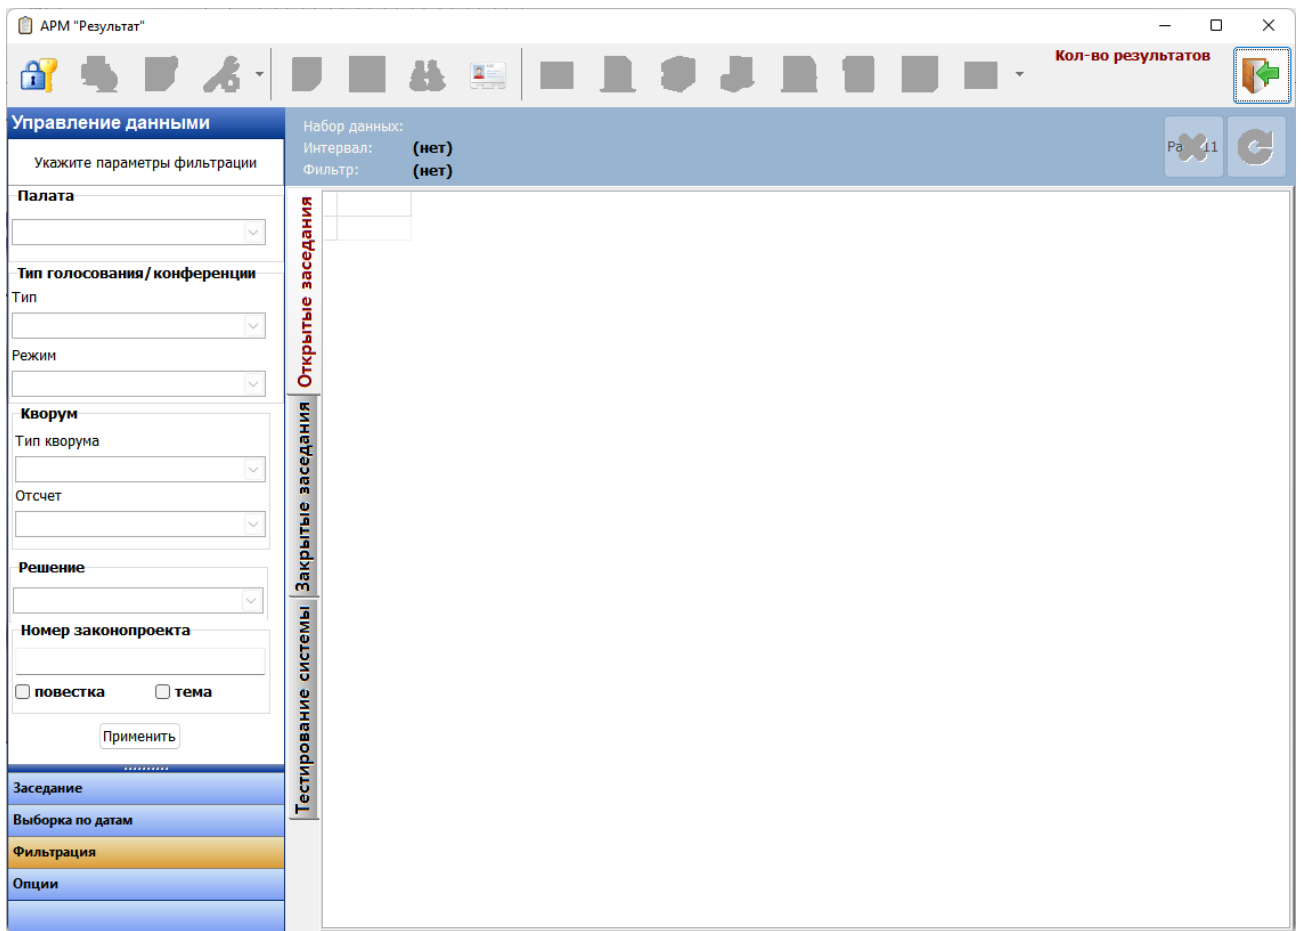 АРМ "Результат"
Кол-во результатов
Управление данными
Укажите параметры фильтрации
Набор данных:
Интервал: (нет)
Фильтр: (нет)
Палата
Тип голосования/конференции
Тип
Режим
Кворум
Тип кворума
Отсчет
Решение
Номер законопроекта
повестка тема
Применить
Заседание
Выборка по датам
Фильтрация
Опции
Открытые заседания
Закрытые заседания
Тестирование системы